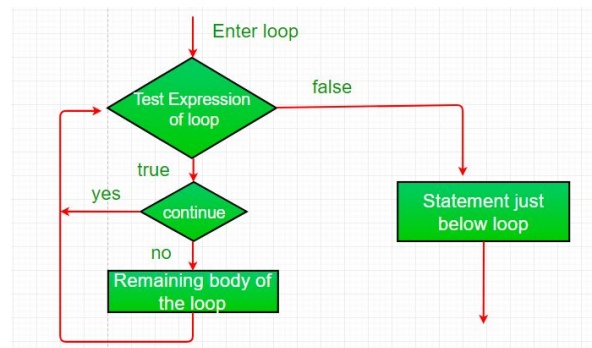 Enter loop
Test Expression
of loop
false
true
yes
continue
no
Remaining body of
the loop
Statement just
below loop